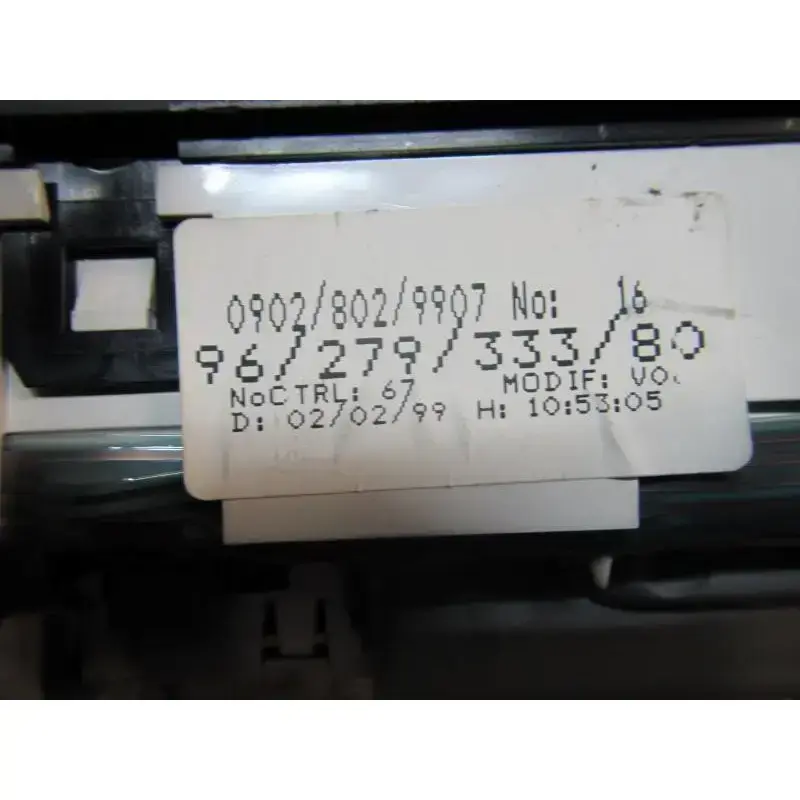 0902/802/9907 No: 16
96/279/333/80
NoCTRL: 67 MODIF:
D: 02/02/99 H: 10:53:05